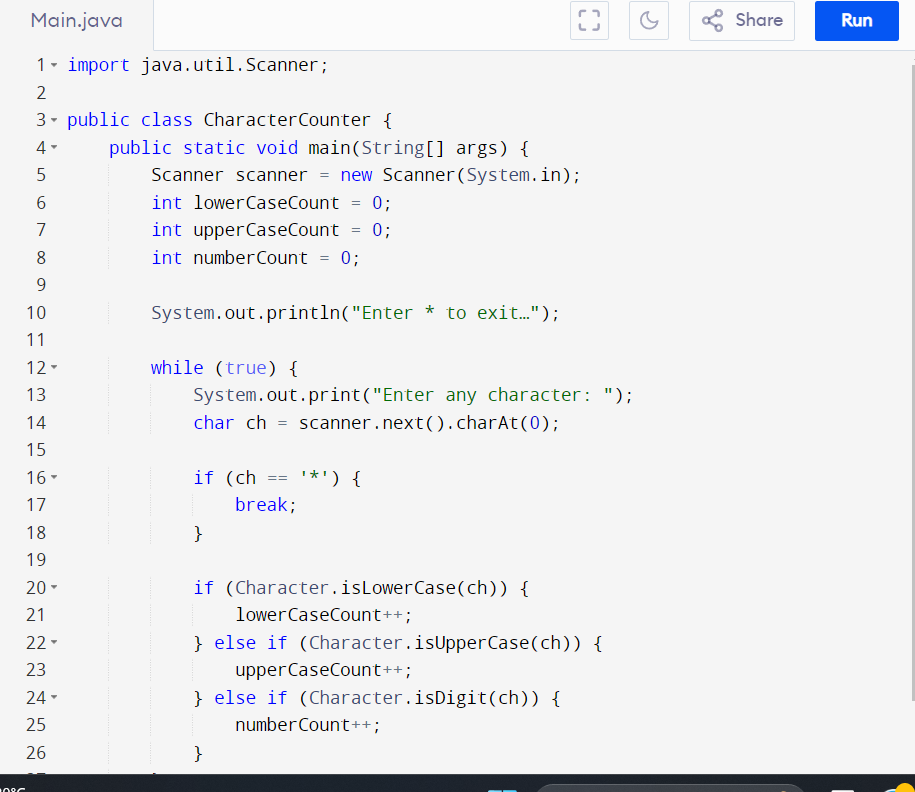 Main.java
Share
Run
1 import java.util.Scanner;
2
3 public class CharacterCounter {
4     public static void main(String[] args) {
5         Scanner scanner = new Scanner(System.in);
6         int lowerCaseCount = 0;
7         int upperCaseCount = 0;
8         int numberCount = 0;
9
10         System.out.println("Enter * to exit…");
11
12         while (true) {
13             System.out.print("Enter any character: ");
14             char ch = scanner.next().charAt(0);
15
16             if (ch == '*') {
17                 break;
18             }
19
20             if (Character.isLowerCase(ch)) {
21                 lowerCaseCount++;
22             } else if (Character.isUpperCase(ch)) {
23                 upperCaseCount++;
24             } else if (Character.isDigit(ch)) {
25                 numberCount++;
26             }